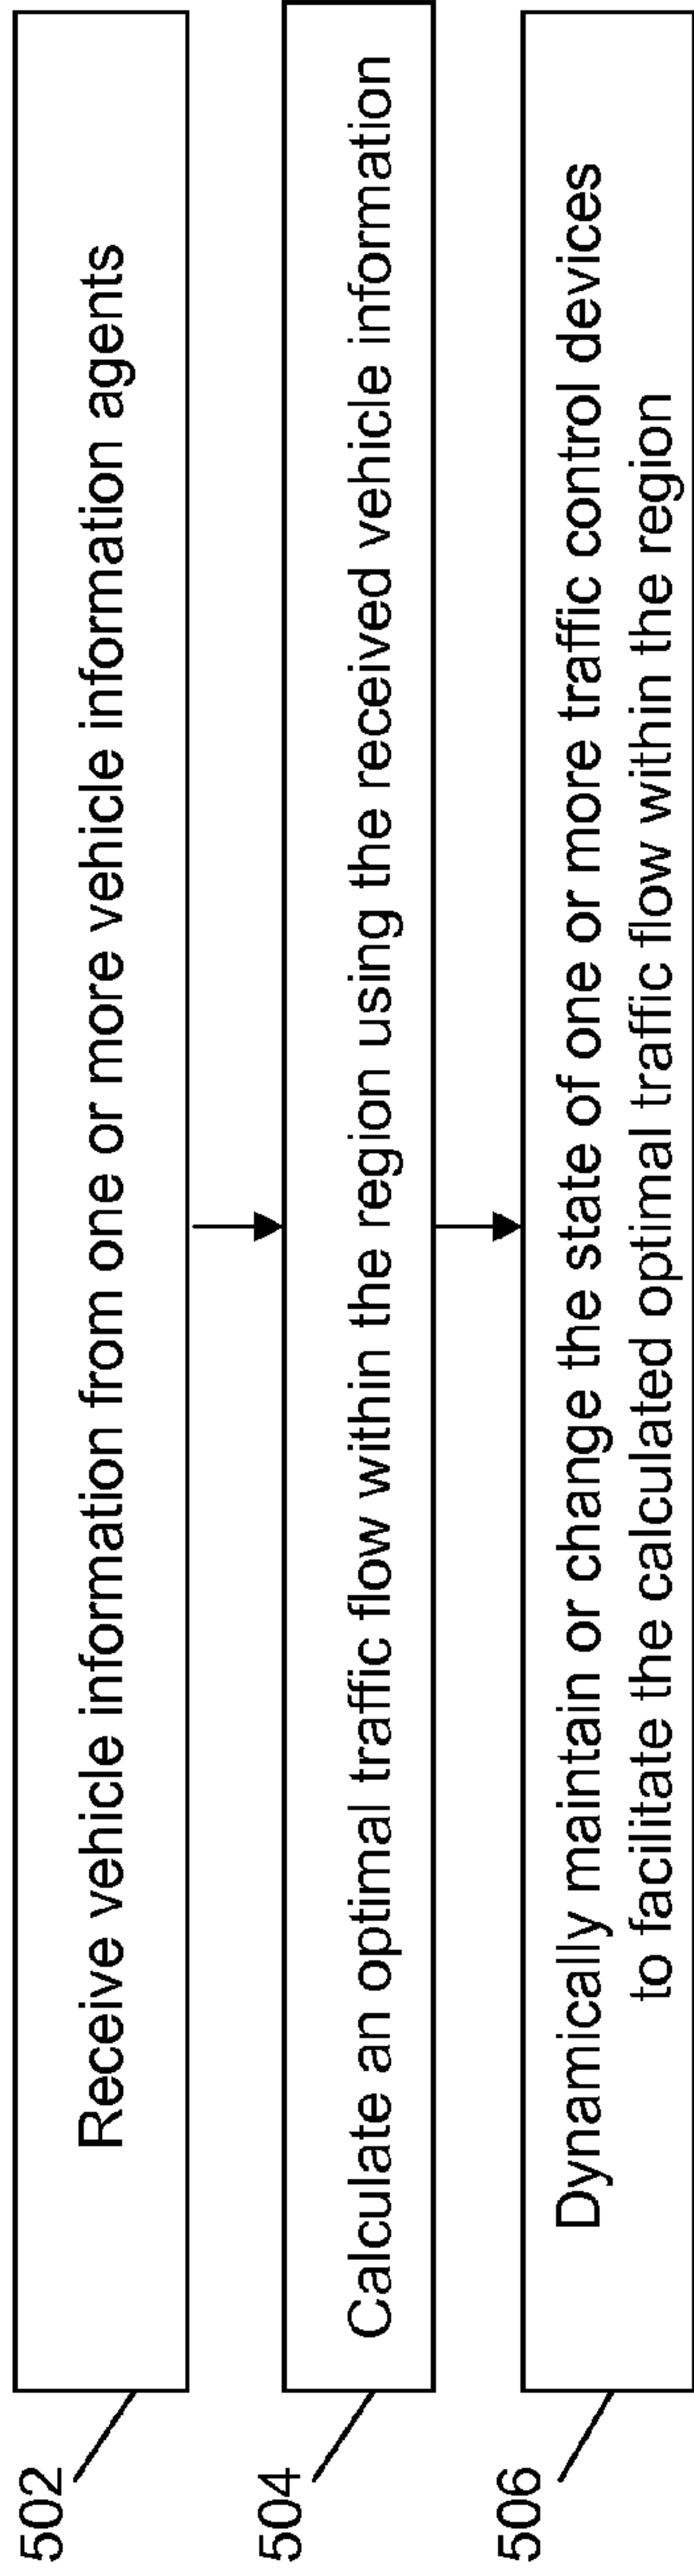 502
Receive vehicle information from one or more vehicle information agents
504
Calculate an optimal traffic flow within the region using the received vehicle information
506
Dynamically maintain or change the state of one or more traffic control devices
to facilitate the calculated optimal traffic flow within the region